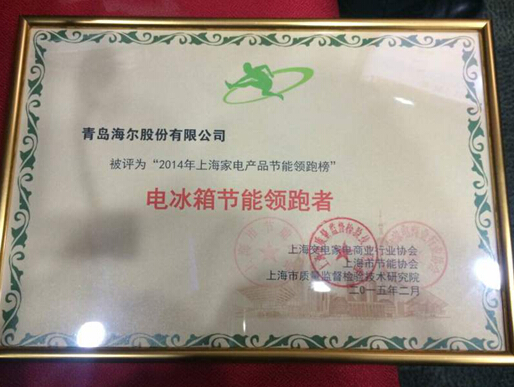 青岛海尔股份有限公司
被评为“2014年上海家电产品节能领跑榜”
电冰箱节能领跑者
上海交电家电商业行业协会
上海市节能协会
上海市质量监督检验技术研究院
二〇一五年二月